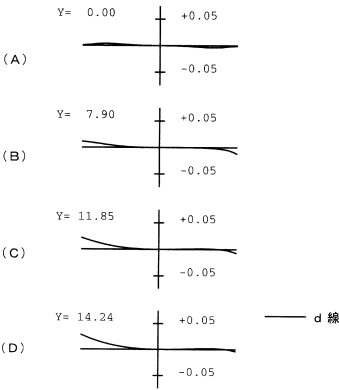 Y= 0.00
+0.05
(A)
-0.05
Y= 7.90
+0.05
(B)
-0.05
Y= 11.85
+0.05
(C)
-0.05
Y= 14.24
+0.05
d 線
(D)
-0.05